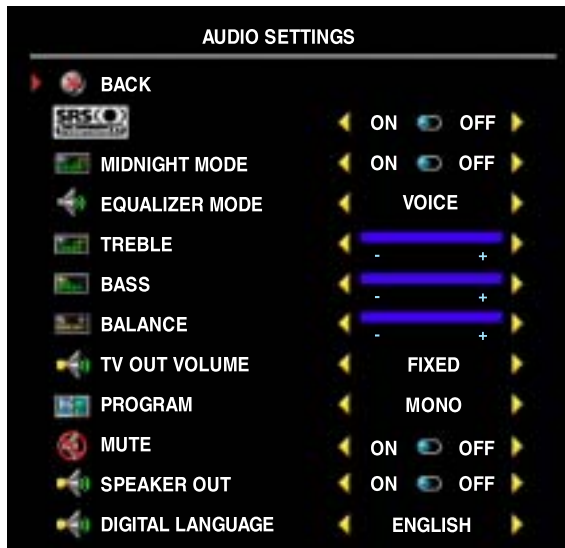 AUDIO SETTINGS
BACK
SRS ON OFF
MIDNIGHT MODE ON OFF
EQUALIZER MODE VOICE
TREBLE
- +
BASS
- +
BALANCE
- +
TV OUT VOLUME FIXED
PROGRAM MONO
MUTE ON OFF
SPEAKER OUT ON OFF
DIGITAL LANGUAGE ENGLISH